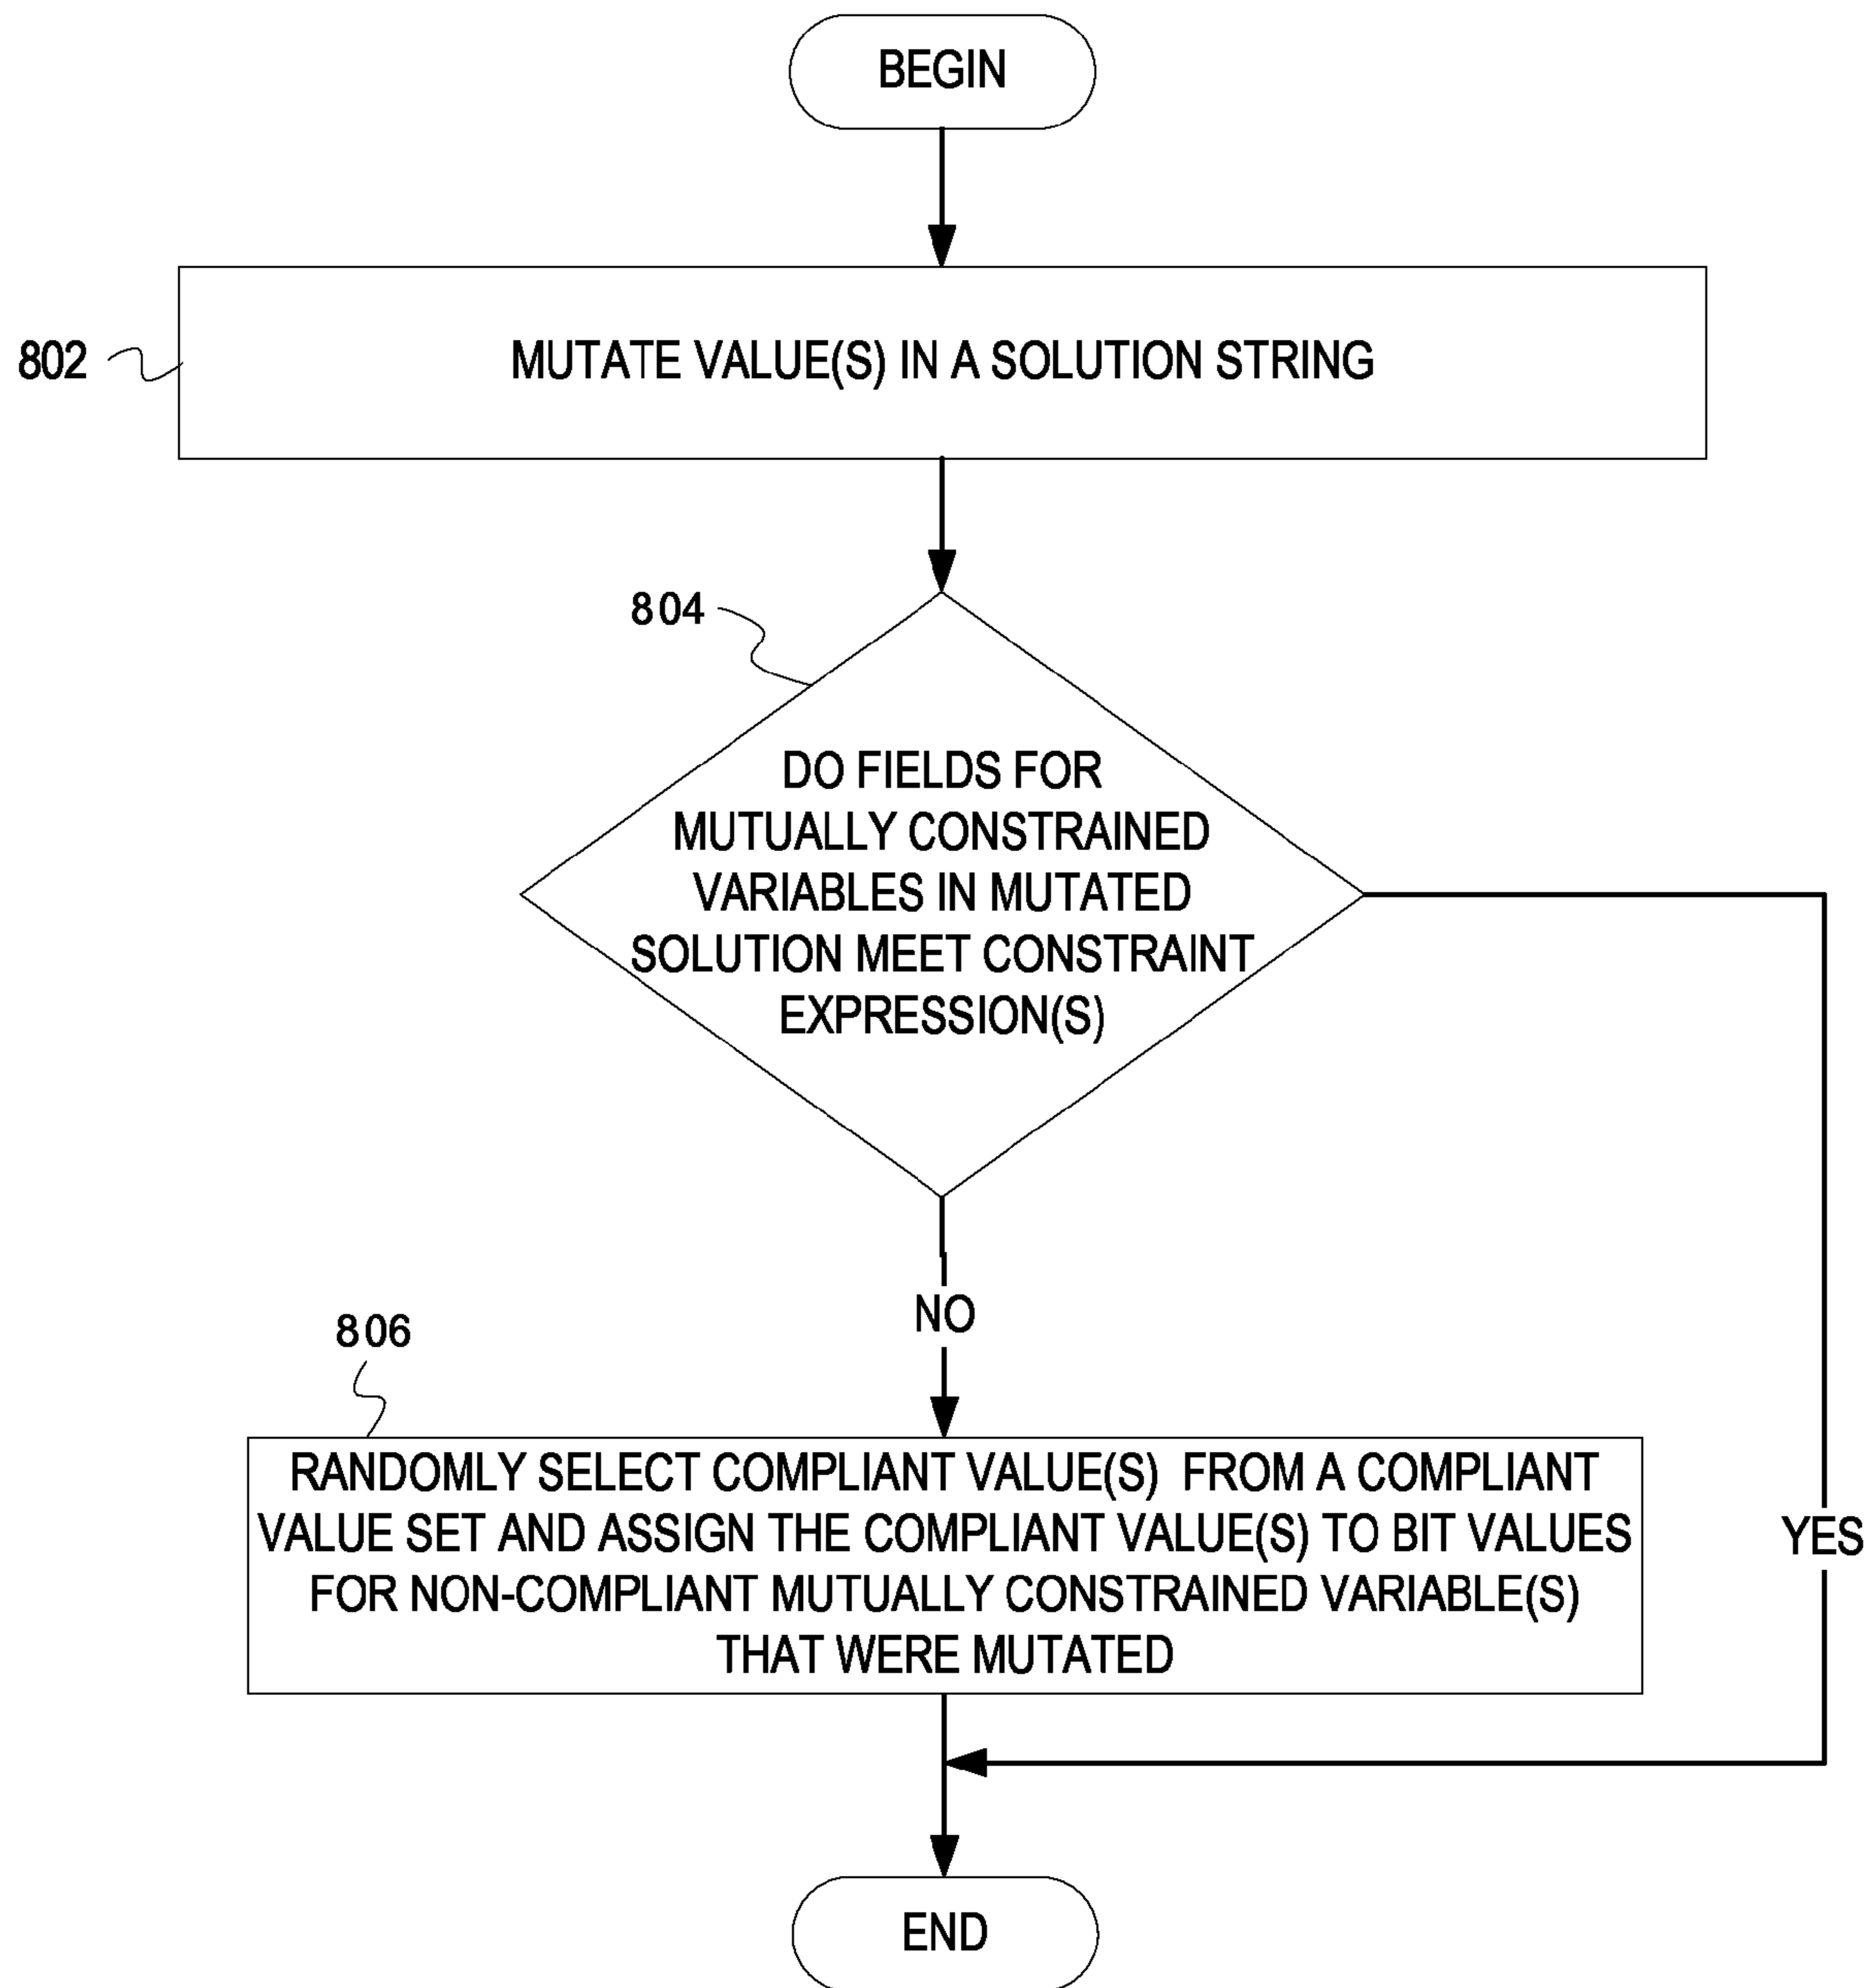 BEGIN
802
MUTATE VALUE(S) IN A SOLUTION STRING
804
DO FIELDS FOR
MUTUALLY CONSTRAINED
VARIABLES IN MUTATED
SOLUTION MEET CONSTRAINT
EXPRESSION(S)
NO
806
RANDOMLY SELECT COMPLIANT VALUE(S) FROM A COMPLIANT
VALUE SET AND ASSIGN THE COMPLIANT VALUE(S) TO BIT VALUES
FOR NON-COMPLIANT MUTUALLY CONSTRAINED VARIABLE(S)
THAT WERE MUTATED
YES
END